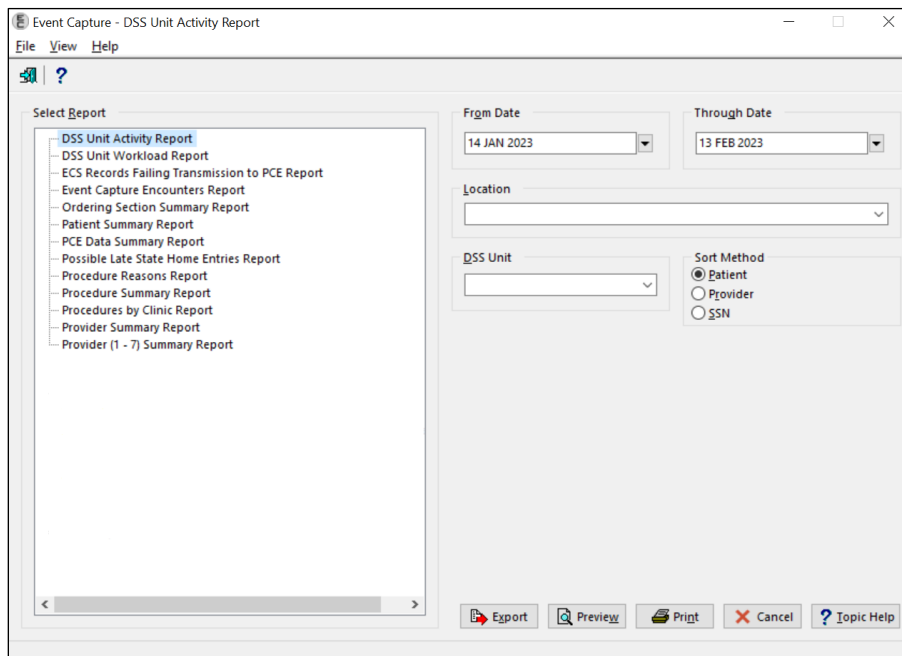 Event Capture - DSS Unit Activity Report
File View Help
?
Select Report
DSS Unit Activity Report
DSS Unit Workload Report
ECS Records Failing Transmission to PCE Report
Event Capture Encounters Report
Ordering Section Summary Report
Patient Summary Report
PCE Data Summary Report
Possible Late State Home Entries Report
Procedure Reasons Report
Procedure Summary Report
Procedures by Clinic Report
Provider Summary Report
Provider (1 - 7) Summary Report
From Date
14 JAN 2023
Through Date
13 FEB 2023
Location
DSS Unit
Sort Method
Patient
Provider
SSN
Export Preview Print Cancel ? Topic Help